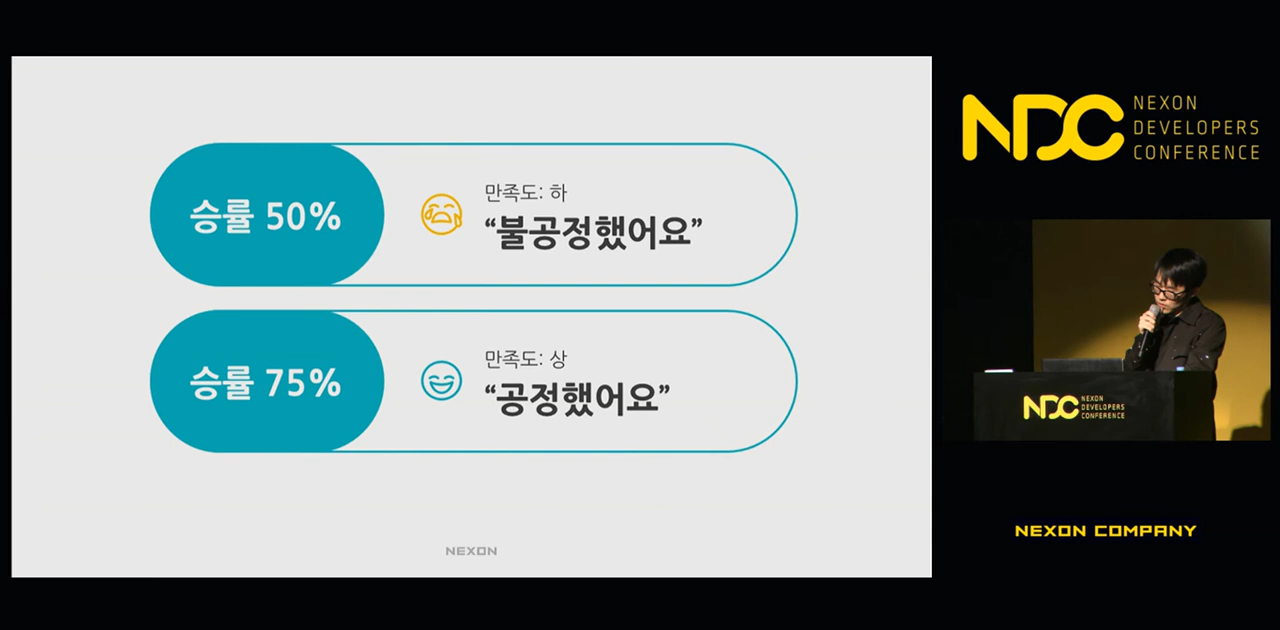 승률 50%
만족도: 하
“불공정했어요”
승률 75%
만족도: 상
“공정했어요”
NEXON
NDC
NEXON
DEVELOPERS
CONFERENCE
NDC
NEXON
DEVELOPERS
CONFERENCE
NEXON COMPANY